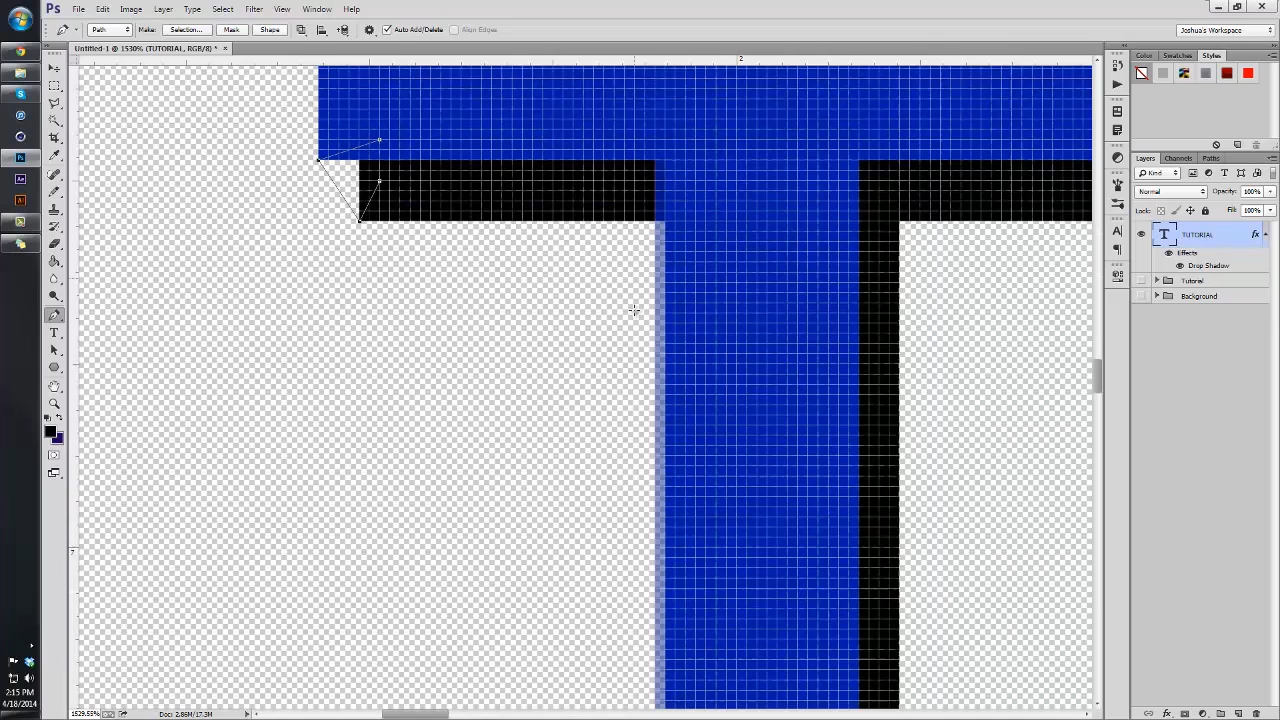 Ps File Edit Image Layer Type Select Filter View Window Help
Path Make: Selection... Mask Shape Auto Add/Delete Align Edges Joshua's Workspace
Untitled-1 @ 1530% (TUTORIAL, RGB/8) * ×
Color Swatches Styles
2
7
Layers Channels Paths
Kind
Normal Opacity: 100%
Lock: Fill: 100%
T TUTORIAL fx
Effects
Drop Shadow
Tutorial
Background
4/18/2014